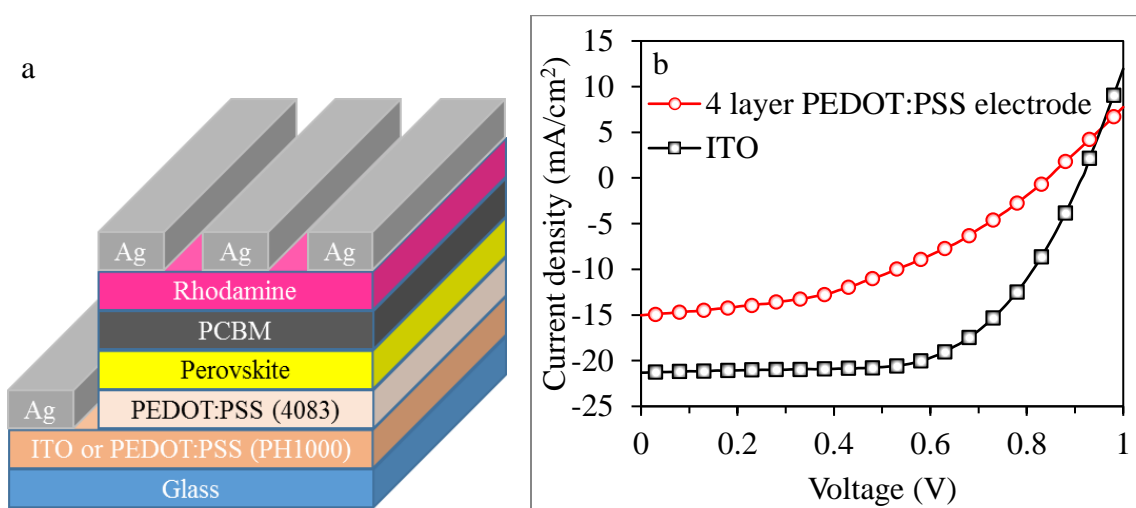 a
Ag
Ag
Ag
Rhodamine
PCBM
Perovskite
Ag
PEDOT:PSS (4083)
ITO or PEDOT:PSS (PH1000)
Glass
b
4 layer PEDOT:PSS electrode
ITO
Current density (mA/cm²)
15
10
5
0
-5
-10
-15
-20
-25
0
0.2
0.4
0.6
0.8
1
Voltage (V)